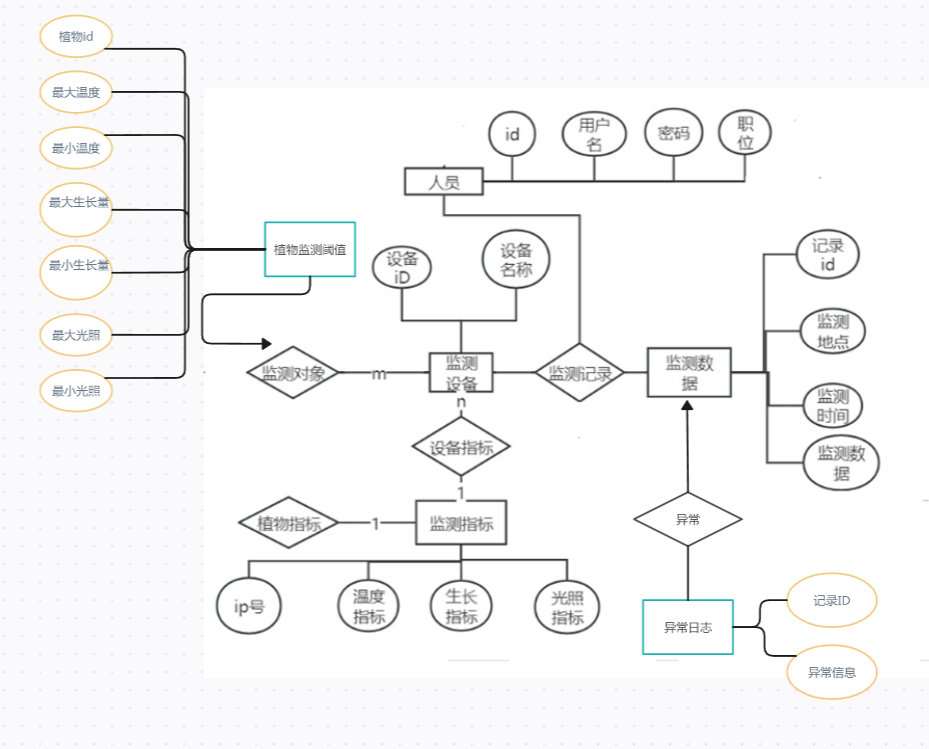 植物id
最大温度
最小温度
最大生长量
最小生长量
最大光照
最小光照
植物监测阈值
id
用户
名
密码
职
位
人员
设备
iD
设备
名称
记录
id
监测
地点
监测
时间
监测数
据
监测对象
m
监测
设备
监测记录
监测数
据
n
设备指标
1
植物指标
1
监测指标
异常
ip号
温度
指标
生长
指标
光照
指标
异常日志
记录ID
异常信息